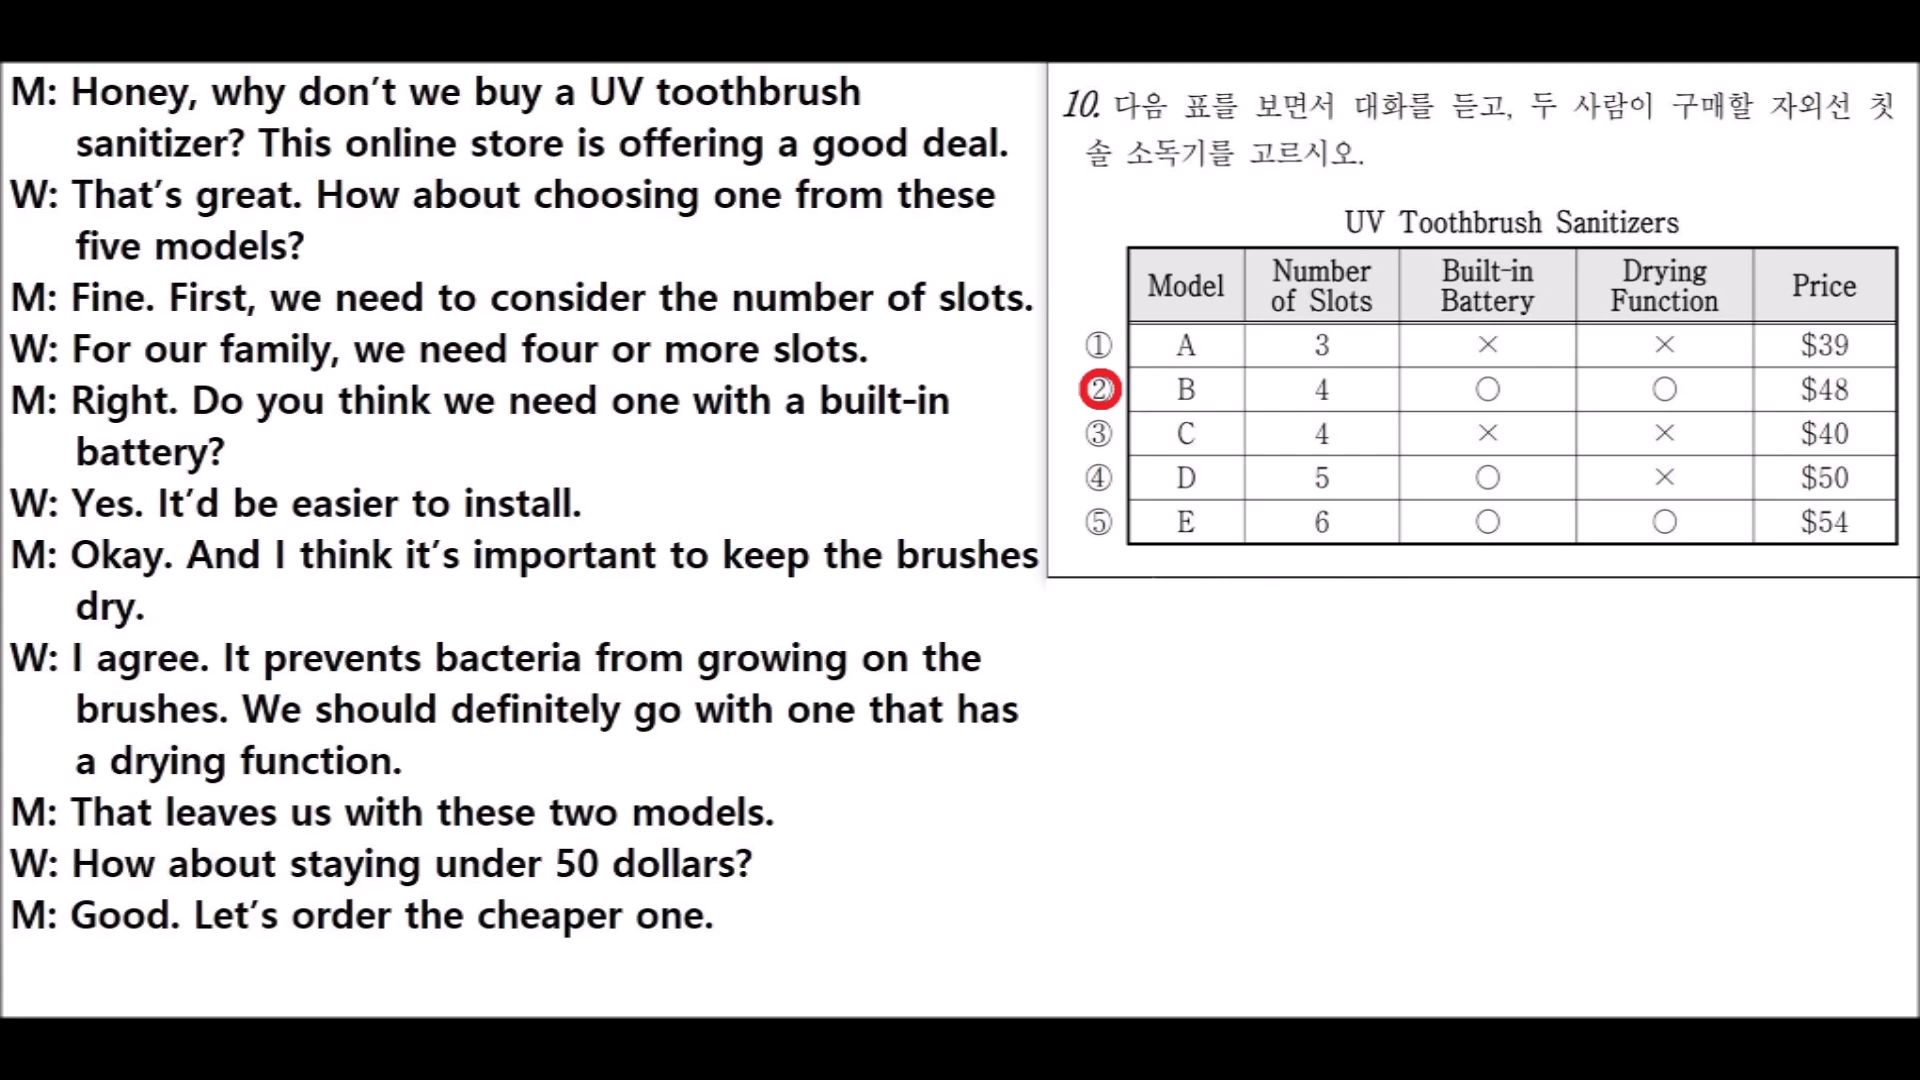 M: Honey, why don't we buy a UV toothbrush
sanitizer? This online store is offering a good deal.
W: That's great. How about choosing one from these
five models?
M: Fine. First, we need to consider the number of slots.
W: For our family, we need four or more slots.
M: Right. Do you think we need one with a built-in
battery?
W: Yes. It'd be easier to install.
M: Okay. And I think it's important to keep the brushes
dry.
W: I agree. It prevents bacteria from growing on the
brushes. We should definitely go with one that has
a drying function.
M: That leaves us with these two models.
W: How about staying under 50 dollars?
M: Good. Let's order the cheaper one.
10. 다음 표를 보면서 대화를 듣고, 두 사람이 구매할 자외선 칫
솔 소독기를 고르시오.
UV Toothbrush Sanitizers
Model Number of Slots Built-in Battery Drying Function Price
① A 3 × × $39
② B 4 ○ ○ $48
③ C 4 × × $40
④ D 5 ○ × $50
⑤ E 6 ○ ○ $54